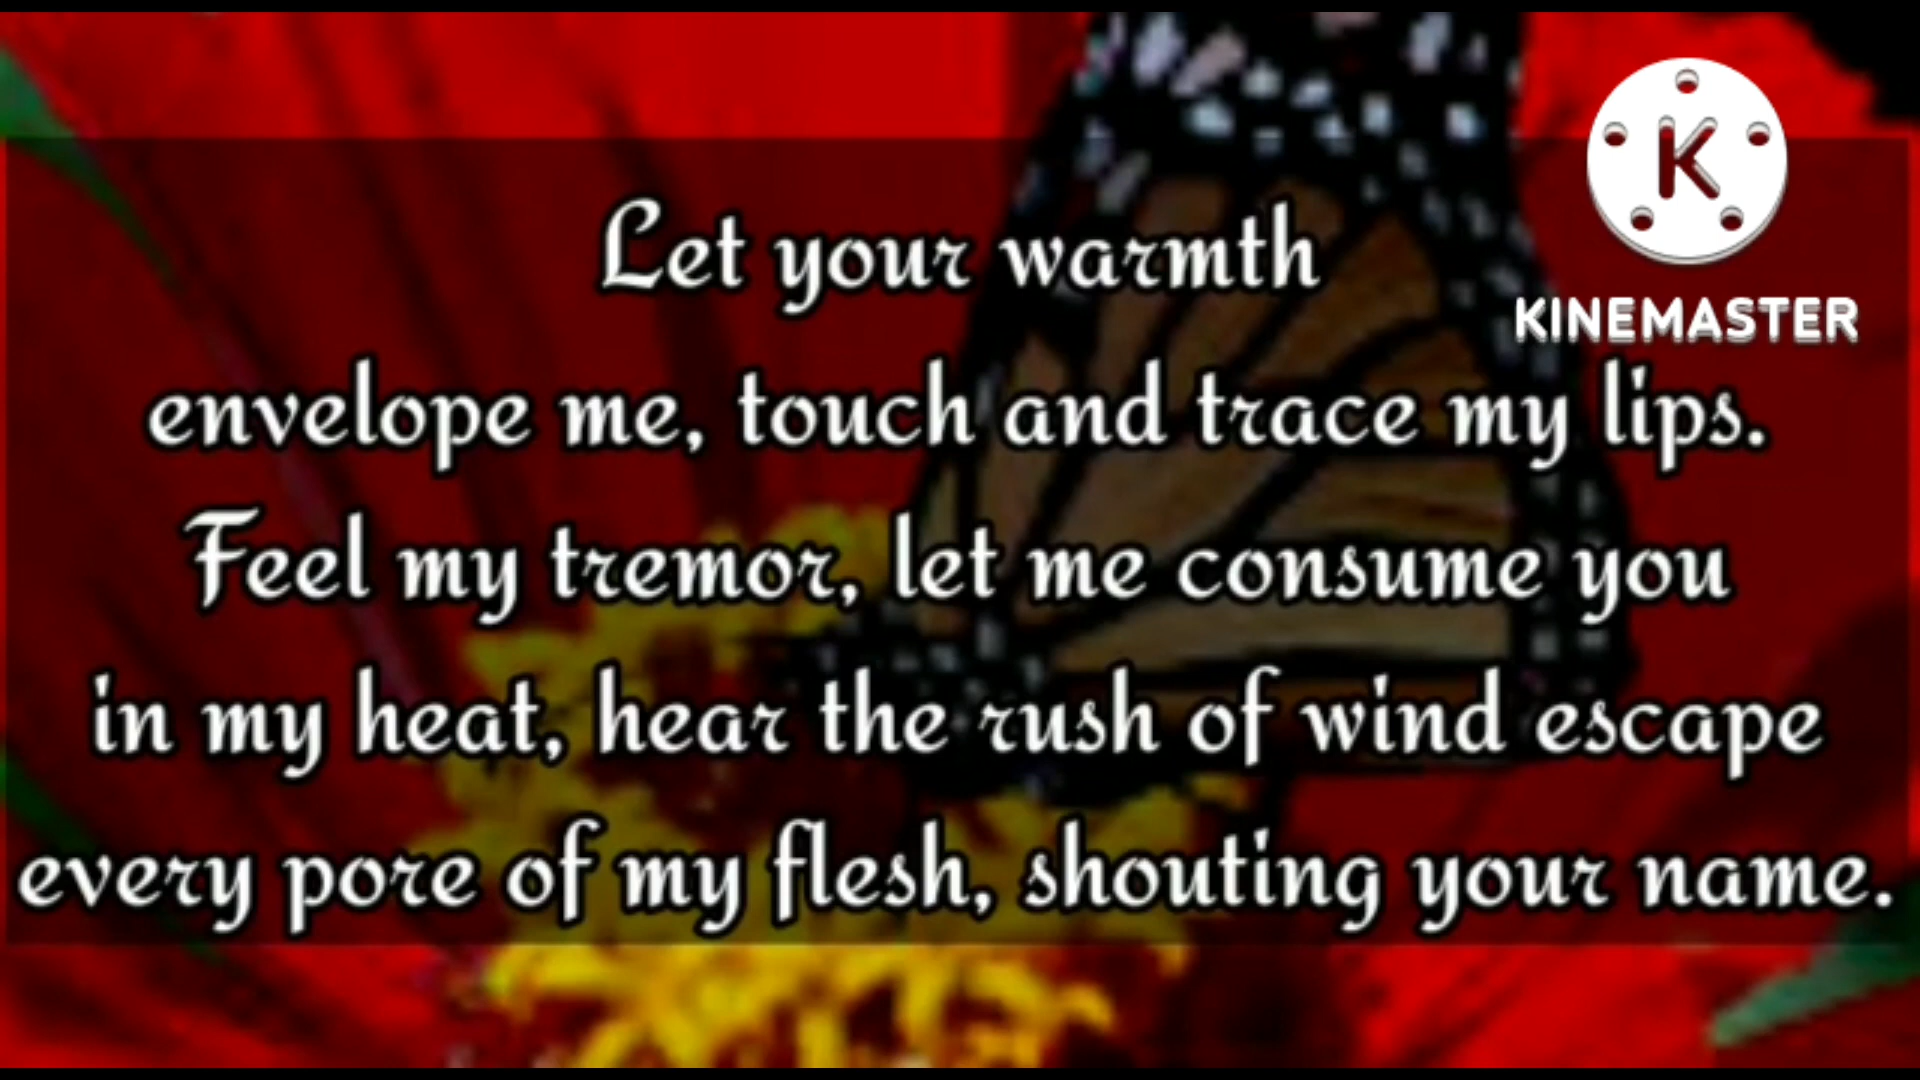 K
KINEMASTER
Let your warmth
envelope me, touch and trace my lips.
Feel my tremor, let me consume you
in my heat, hear the rush of wind escape
every pore of my flesh, shouting your name.